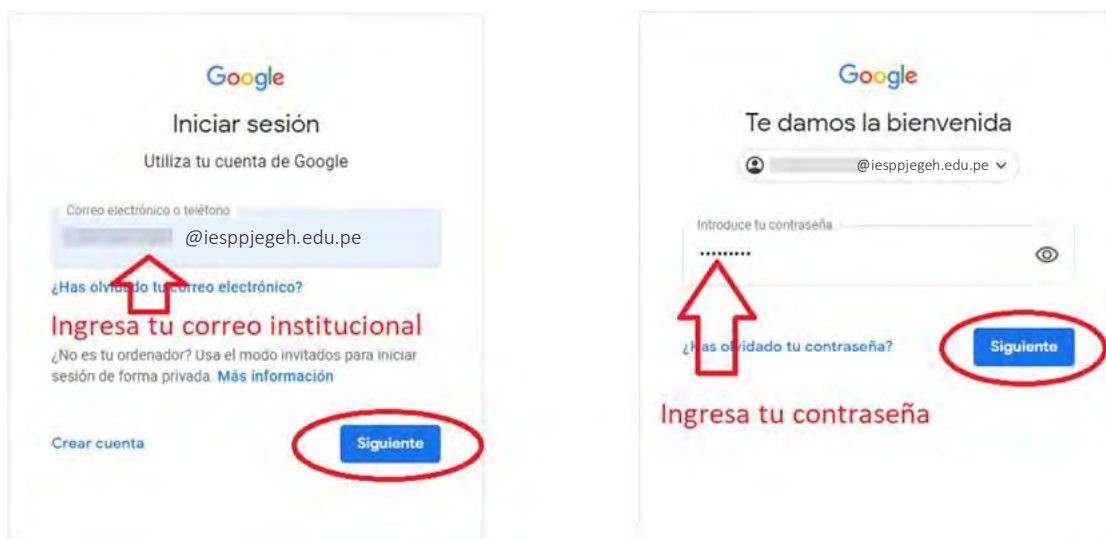 Google
Iniciar sesión
Utiliza tu cuenta de Google
Correo electrónico o teléfono
@iesppjegeh.edu.pe
¿Has olvidado tu correo electrónico?
Ingresa tu correo institucional
¿No es tu ordenador? Usa el modo invitados para iniciar
sesión de forma privada. Más información
Crear cuenta
Siguiente
Google
Te damos la bienvenida
@iesppjegeh.edu.pe
Introduce tu contraseña
•••••••••
¿Has olvidado tu contraseña?
Siguiente
Ingresa tu contraseña